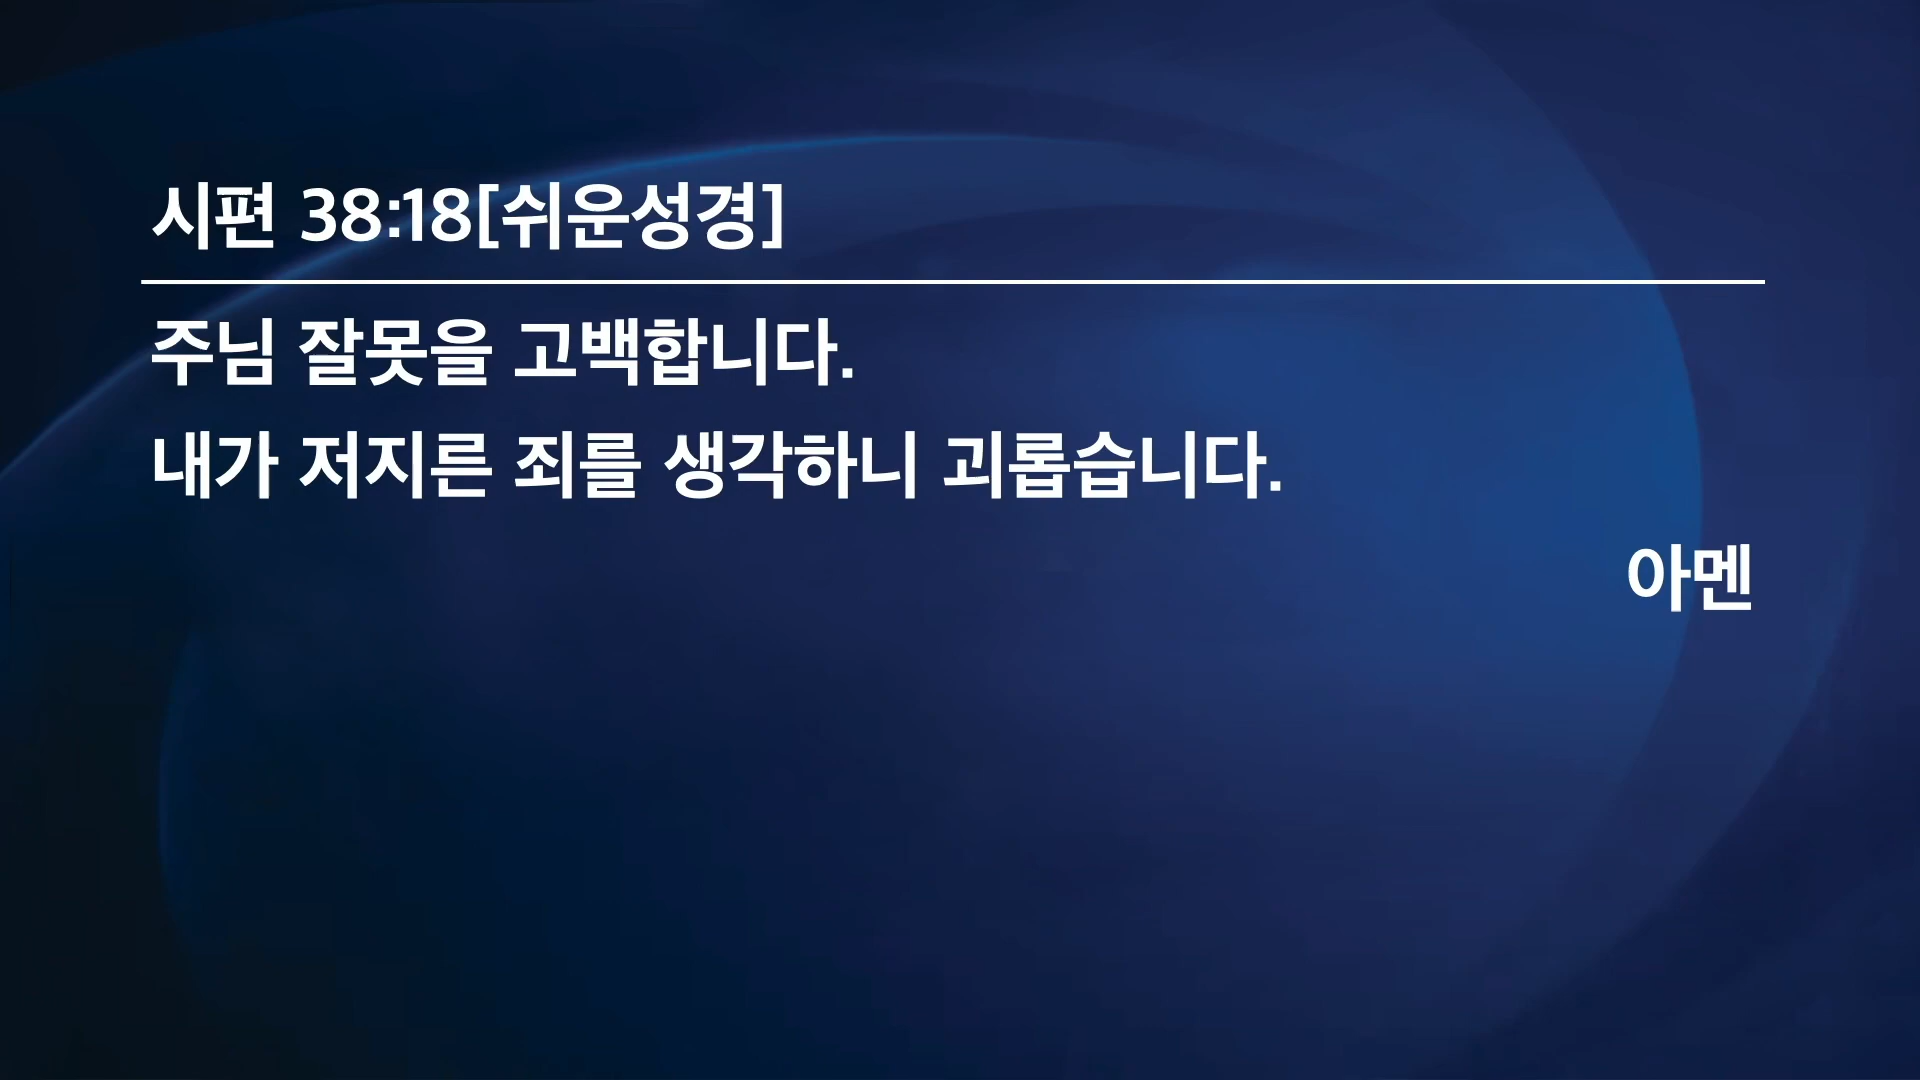 시편 38:18[쉬운성경]
주님 잘못을 고백합니다.
내가 저지른 죄를 생각하니 괴롭습니다.
아멘